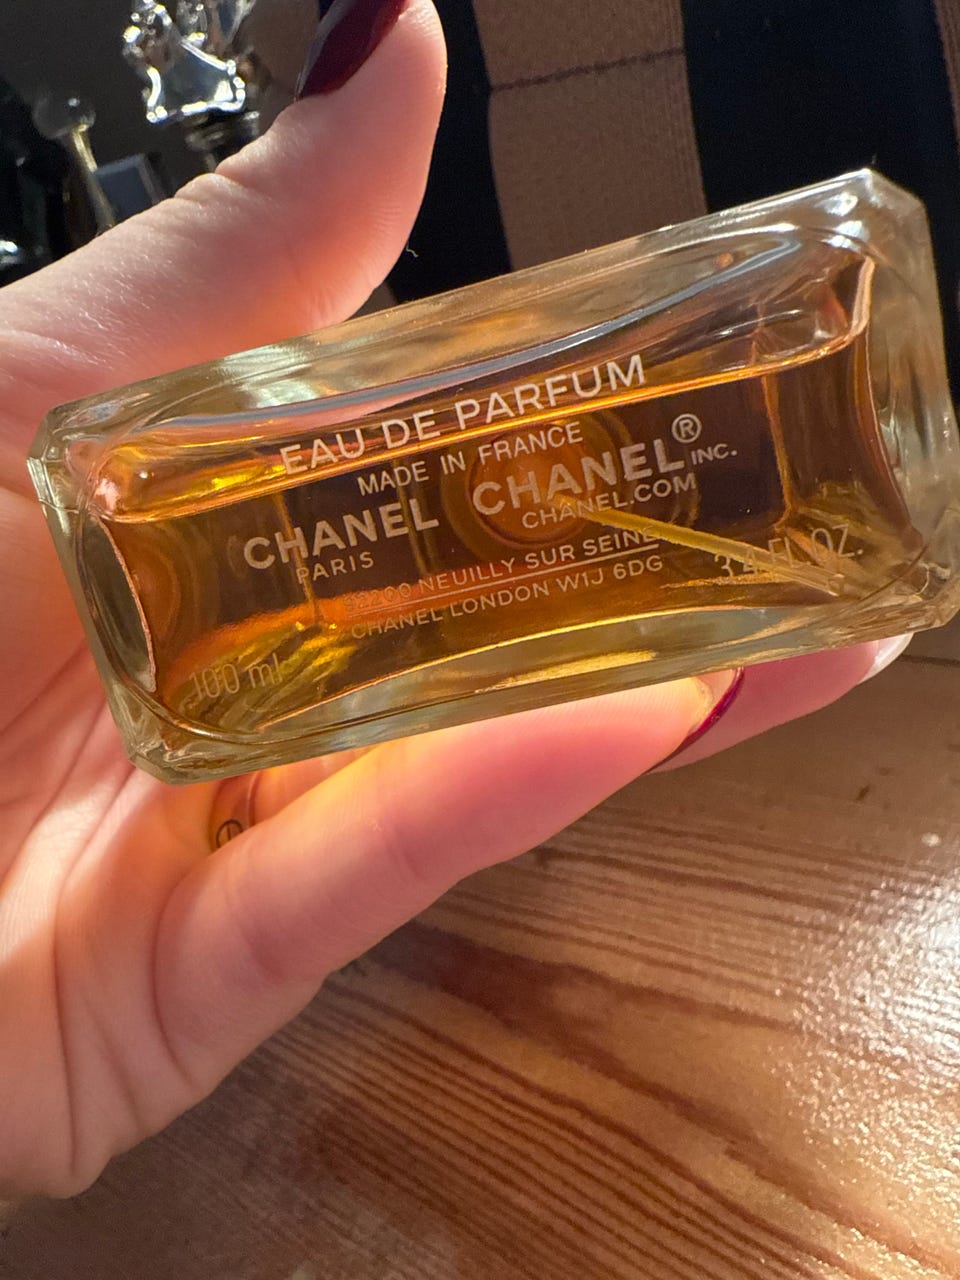 EAU DE PARFUM
MADE IN FRANCE
CHANEL CHANEL® INC.
PARIS CHANEL.COM
92200 NEUILLY SUR SEINE
CHANEL LONDON W1J 6DG
100 ml 3.4 FL. OZ.